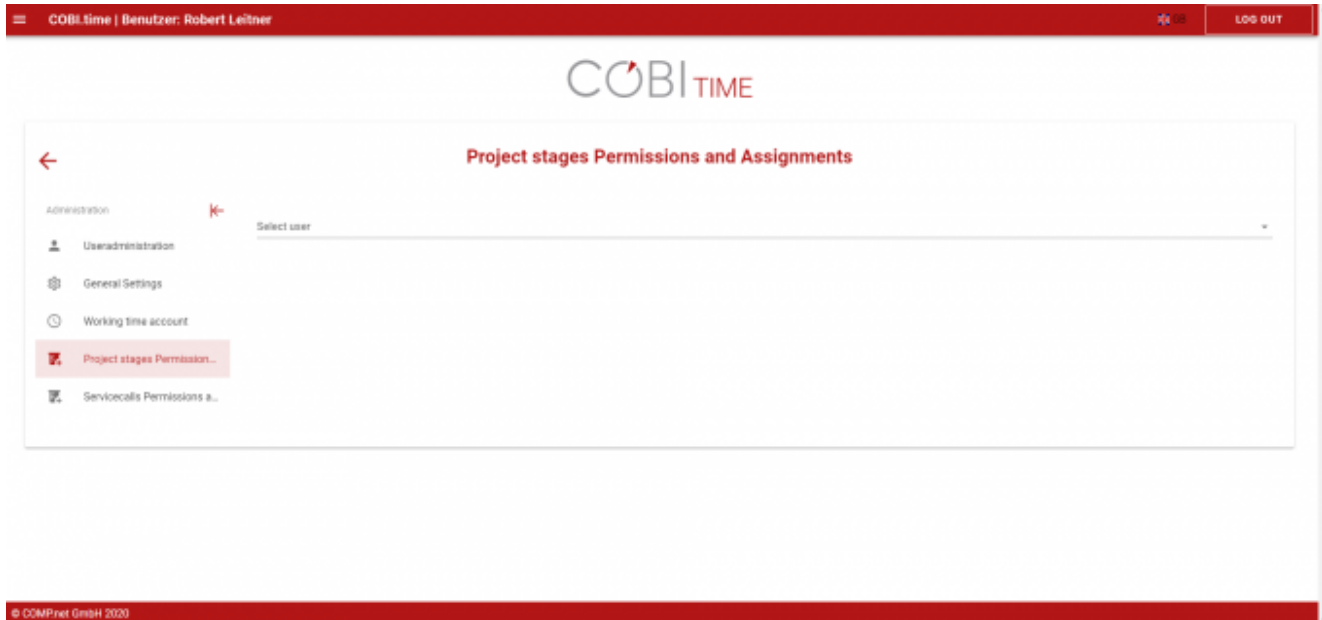 COBI.time | Benutzer: Robert Leitner
GB
LOG OUT
COBI TIME
Project stages Permissions and Assignments
Administration
Select user
Useradministration
General Settings
Working time account
Project stages Permission...
Servicecalls Permissions a...
© COMP.net GmbH 2020